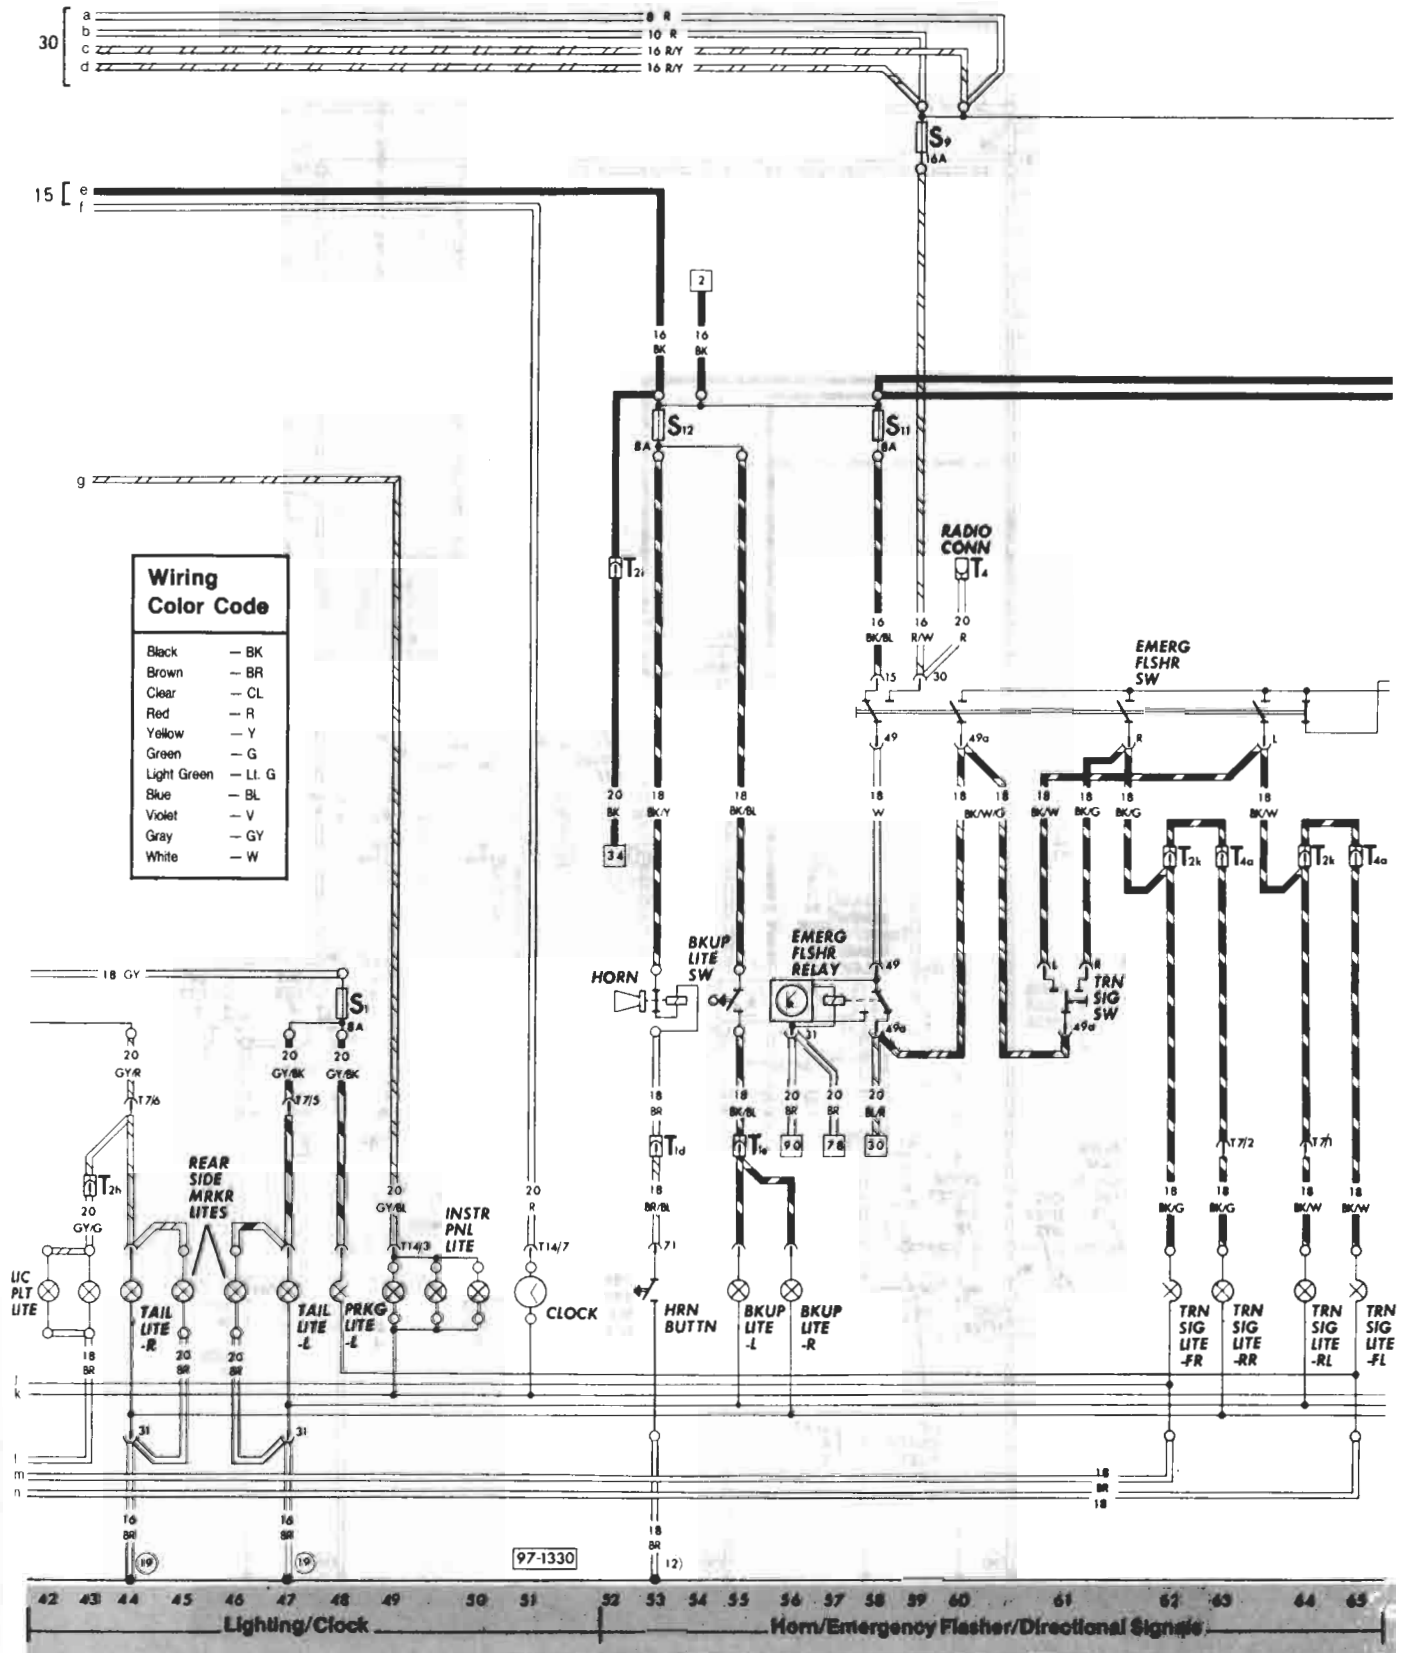 30
a
b
c
d
8 R
10 R
16 R/Y
16 R/Y
S9
16A
15
e
f
2
16
BK
16
BK
S12
8A
S11
8A
g
RADIO
CONN
T4
Wiring
Color Code
Black — BK
Brown — BR
Clear — CL
Red — R
Yellow — Y
Green — G
Light Green — Lt. G
Blue — BL
Violet — V
Gray — GY
White — W
16
BK/BL
16
R/W
20
R
15
30
EMERG
FLSHR
SW
49
49a
R
L
20
BK
18
BK/Y
18
BK/BL
18
W
18
18
BK/W/G
18
BK/W
18
BK/G
18
BK/G
18
BK/W
34
T2k
T4a
T2k
T4a
18 GY
S1
8A
HORN
BKUP
LITE
SW
EMERG
FLSHR
RELAY
49
L
R
TRN
SIG
SW
49a
31
49a
20
GY/R
20
GY/BK
20
GY/BK
T7/6
T7/5
18
BR
18
BK/BL
20
BR
20
BR
20
BL/R
T1d
90
78
30
T7/2
T7/1
REAR
SIDE
MRKR
LITES
T2h
20
GY/G
20
GY/BL
INSTR
PNL
LITE
20
R
18
BR/BL
18
BK/G
18
BK/G
18
BK/W
18
BK/W
T14/3
T14/7
71
LIC
PLT
LITE
TAIL
LITE
-R
TAIL
LITE
-L
PRKG
LITE
-L
CLOCK
HRN
BUTTN
BKUP
LITE
-L
BKUP
LITE
-R
TRN
SIG
LITE
-FR
TRN
SIG
LITE
-RR
TRN
SIG
LITE
-RL
TRN
SIG
LITE
-FL
18
BR
20
BR
20
BR
k
31
31
l
m
n
18
BR
18
16
BR
16
BR
18
BR
19
19
97-1330
12)
42 43 44 45 46 47 48 49 50 51 52 53 54 55 56 57 58 59 60 61 62 63 64 65
Lighting/Clock
Horn/Emergency Flasher/Directional Signals